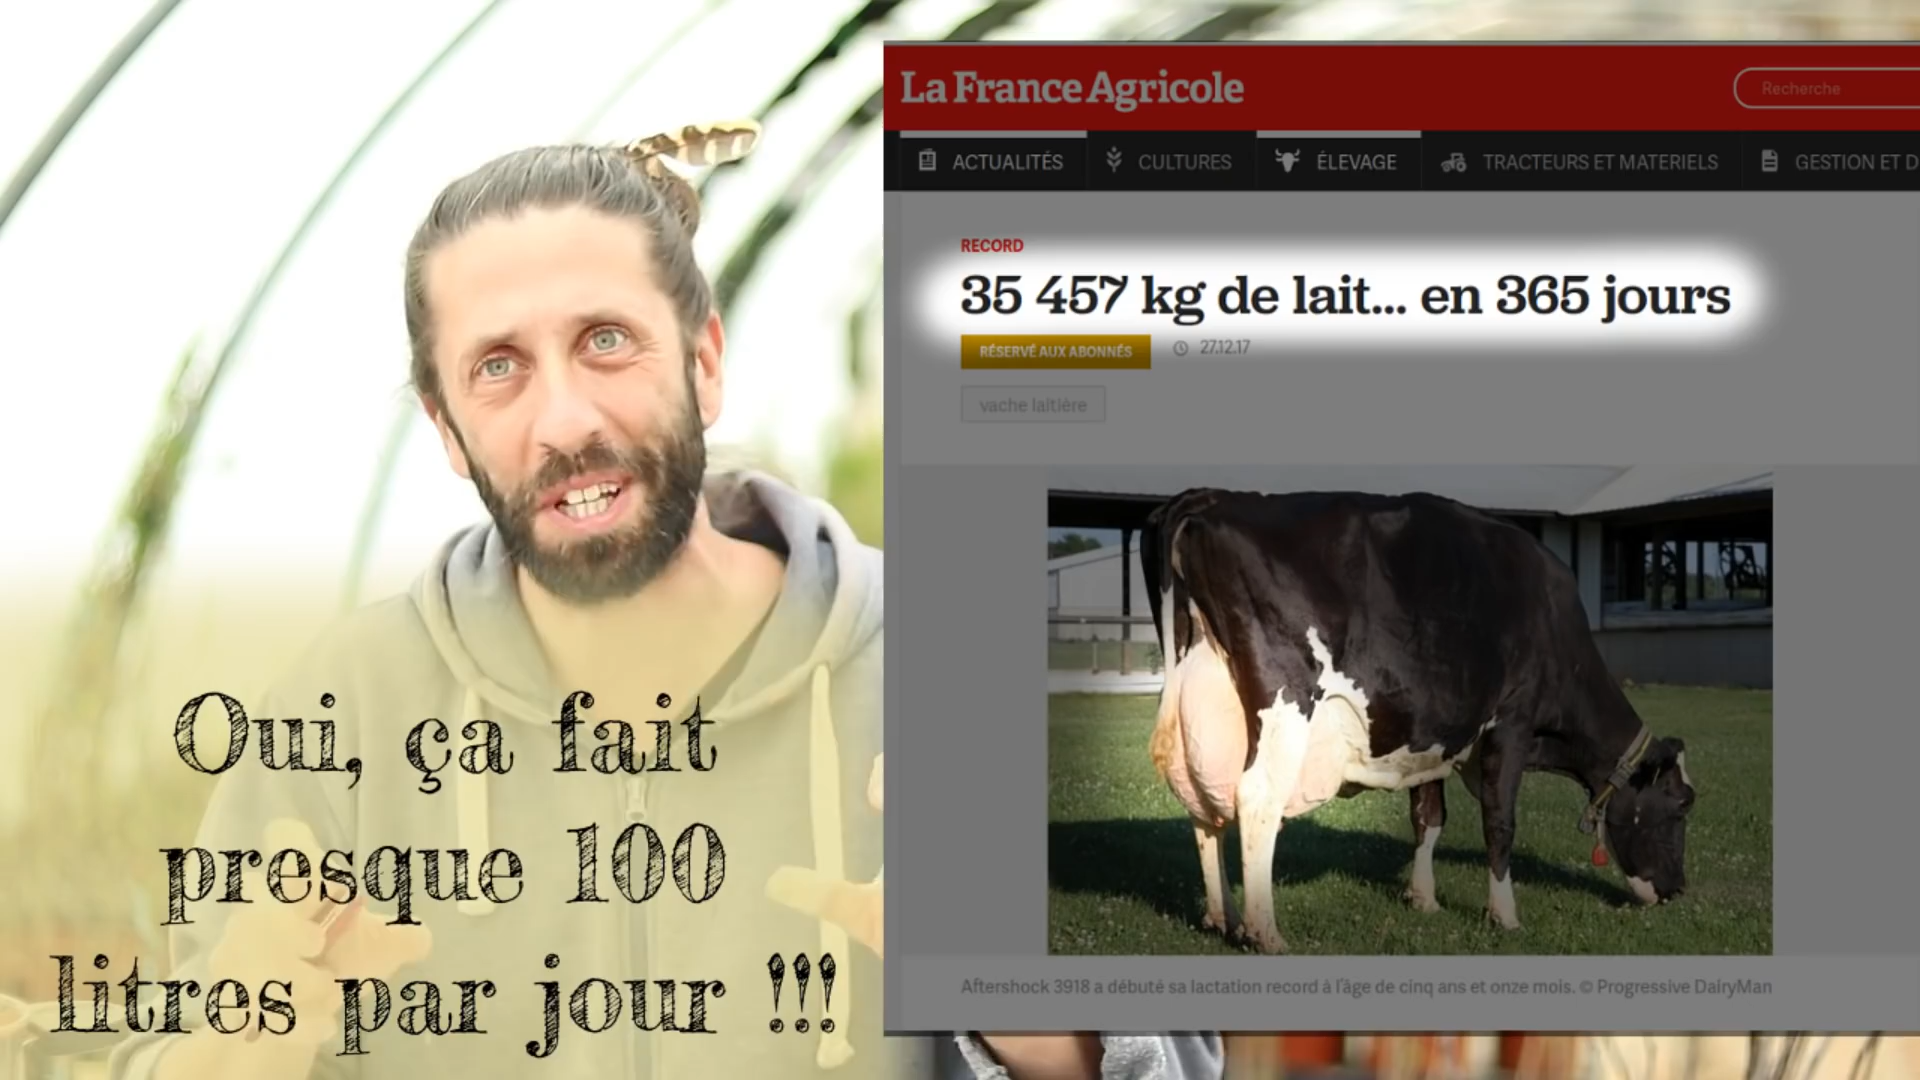 La France Agricole
Recherche
ACTUALITÉS CULTURES ÉLEVAGE TRACTEURS ET MATERIELS GESTION ET D
RECORD
35 457 kg de lait... en 365 jours
RÉSERVÉ AUX ABONNÉS 27.12.17
vache laitière
Aftershock 3918 a débuté sa lactation record à l'âge de cinq ans et onze mois. © Progressive DairyMan
Oui, ça fait
presque 100
litres par jour !!!